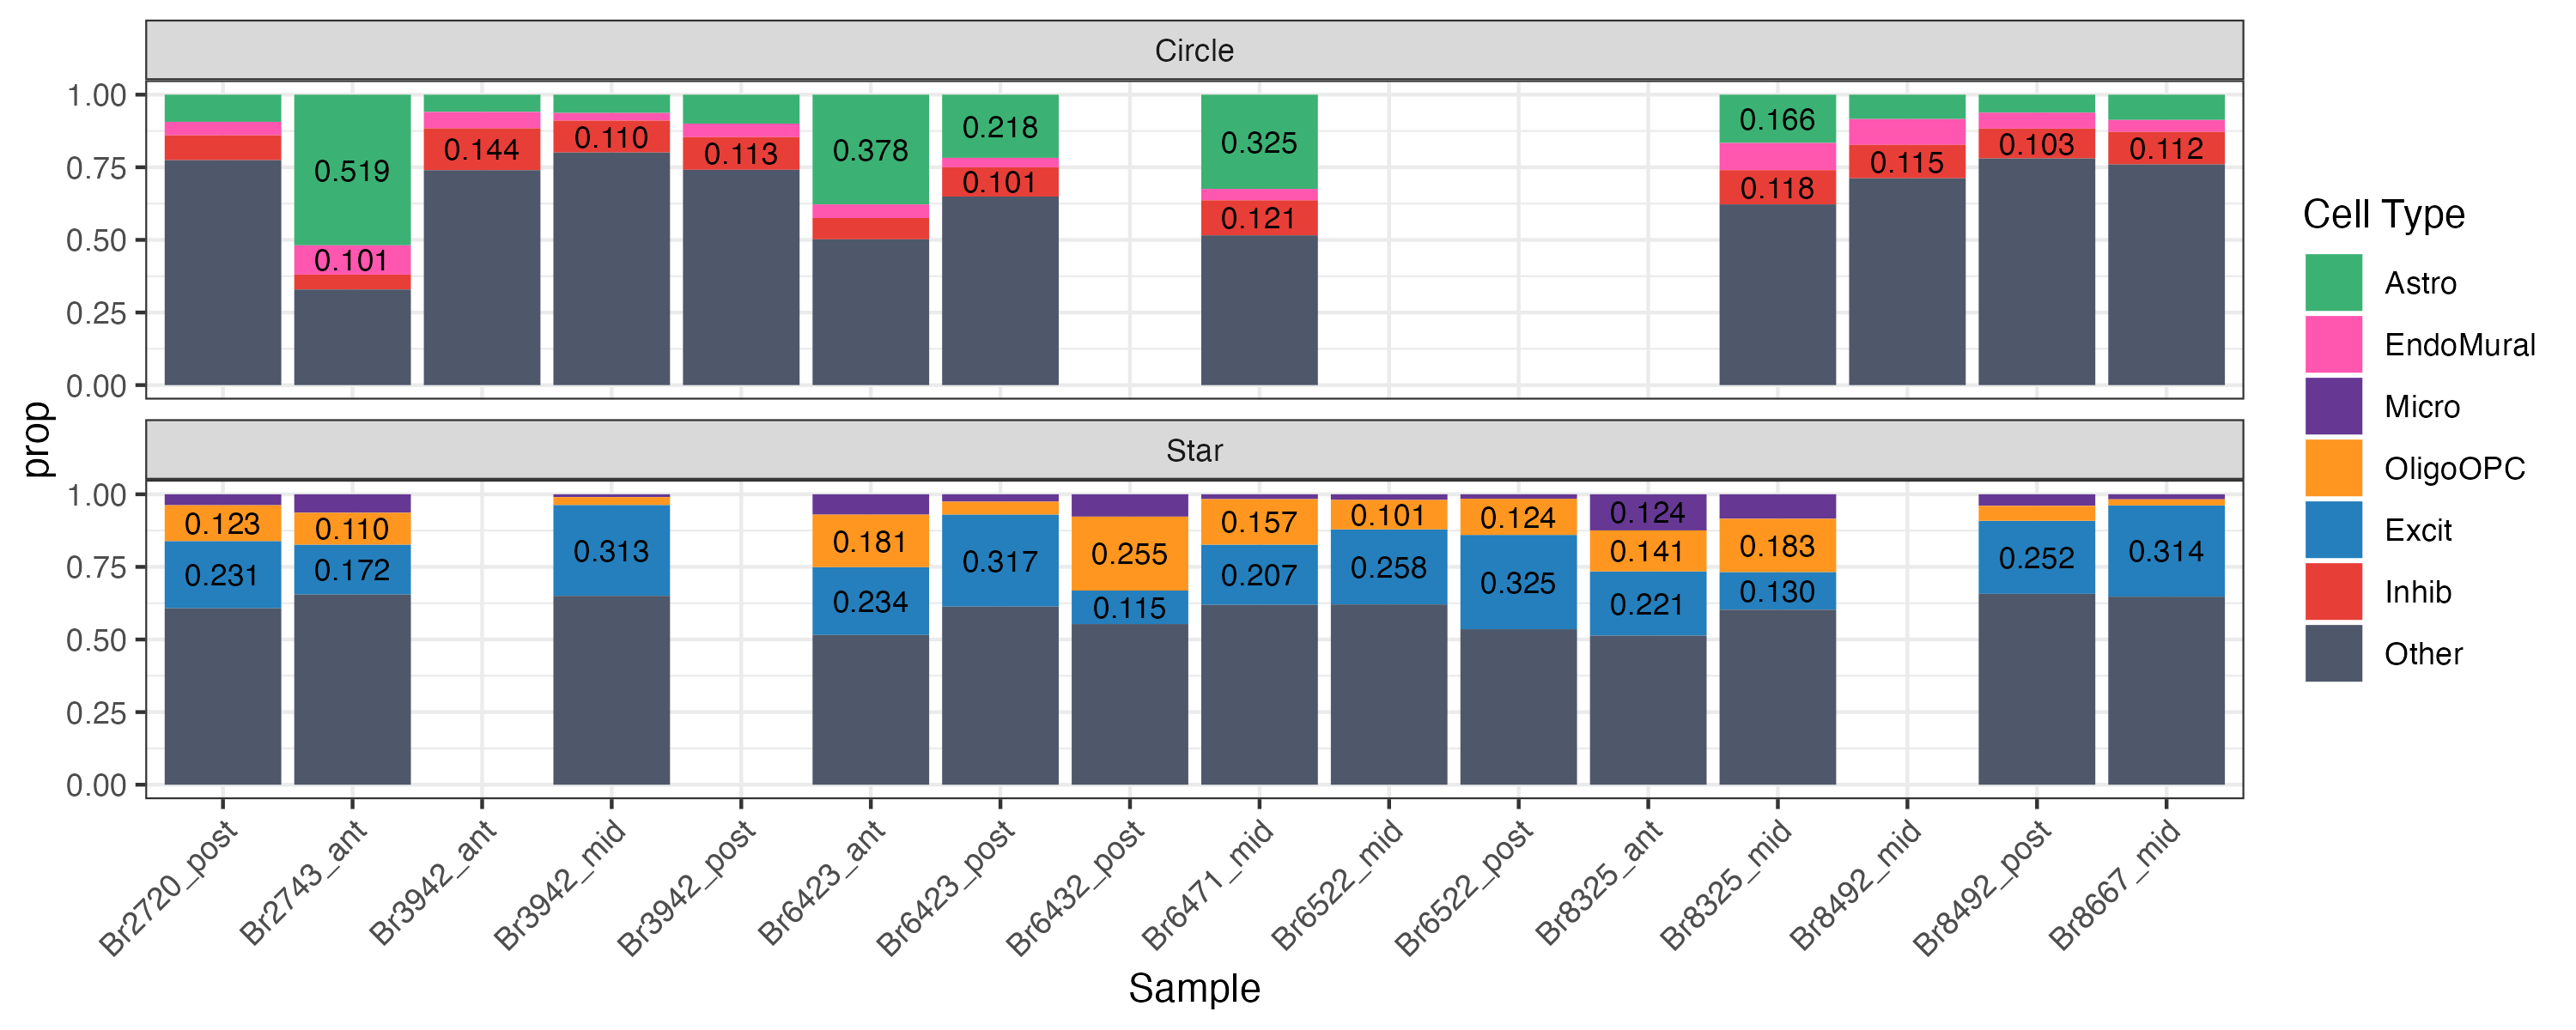 Circle
1.00
0.75
0.50
0.25
0.00
0.519
0.101
0.144
0.110
0.113
0.378
0.218
0.101
0.325
0.121
0.166
0.118
0.115
0.103
0.112
prop
Star
1.00
0.75
0.50
0.25
0.00
0.123
0.231
0.110
0.172
0.313
0.181
0.234
0.317
0.255
0.115
0.157
0.207
0.101
0.258
0.124
0.325
0.124
0.141
0.221
0.183
0.130
0.252
0.314
Br2720_post
Br2743_ant
Br3942_ant
Br3942_mid
Br3942_post
Br6423_ant
Br6423_post
Br6432_post
Br6471_mid
Br6522_mid
Br6522_post
Br8325_ant
Br8325_mid
Br8492_mid
Br8492_post
Br8667_mid
Sample
Cell Type
Astro
EndoMural
Micro
OligoOPC
Excit
Inhib
Other